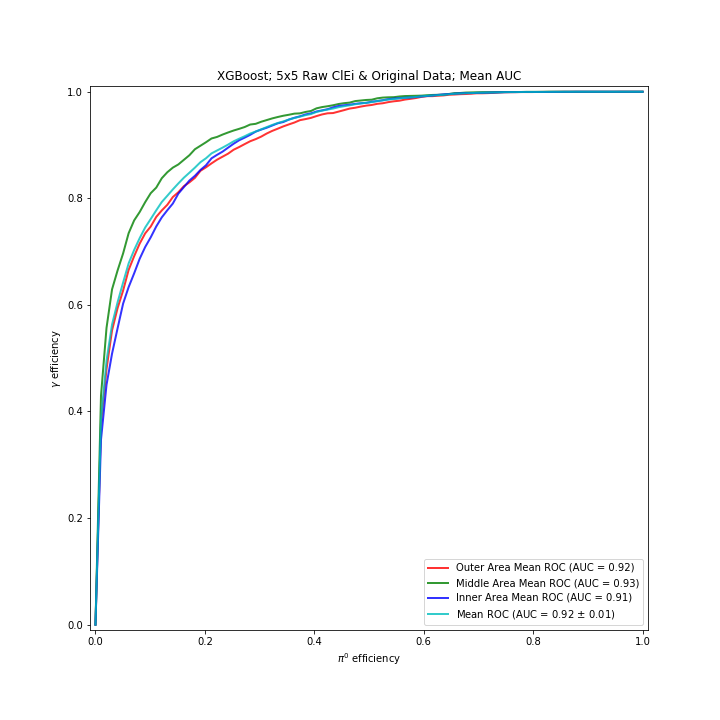 XGBoost; 5x5 Raw ClEi & Original Data; Mean AUC
1.0
0.8
0.6
0.4
0.2
0.0
γ efficiency
0.0 0.2 0.4 0.6 0.8 1.0
π⁰ efficiency
Outer Area Mean ROC (AUC = 0.92)
Middle Area Mean ROC (AUC = 0.93)
Inner Area Mean ROC (AUC = 0.91)
Mean ROC (AUC = 0.92 ± 0.01)